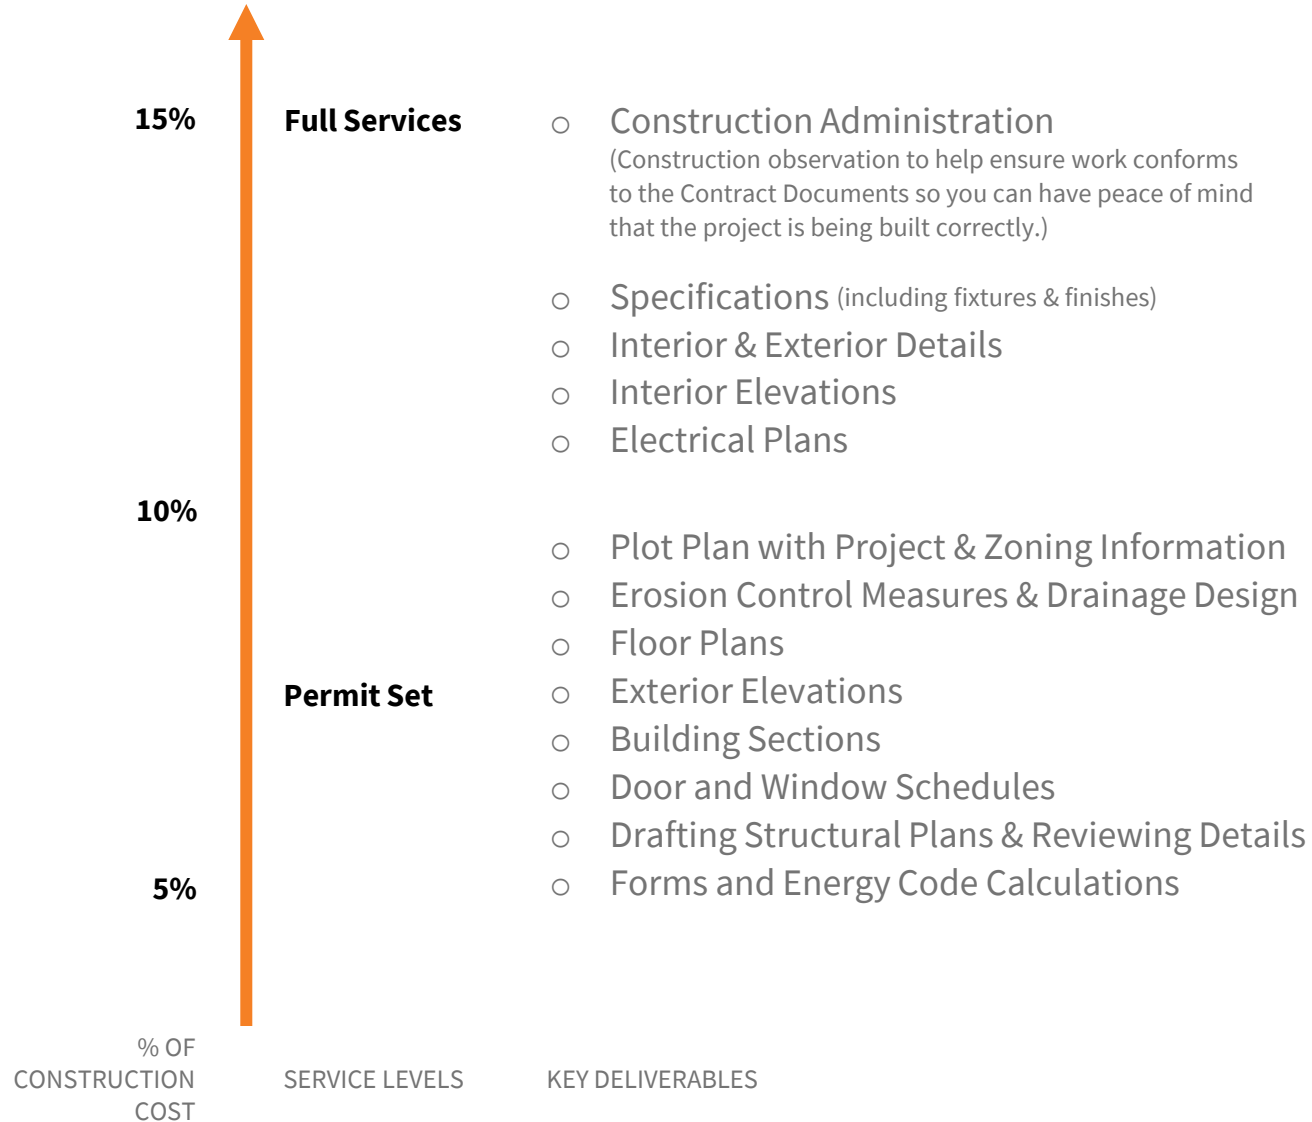 15%
Full Services
○ Construction Administration
(Construction observation to help ensure work conforms
to the Contract Documents so you can have peace of mind
that the project is being built correctly.)
○ Specifications (including fixtures & finishes)
○ Interior & Exterior Details
○ Interior Elevations
○ Electrical Plans
10%
○ Plot Plan with Project & Zoning Information
○ Erosion Control Measures & Drainage Design
○ Floor Plans
Permit Set
○ Exterior Elevations
○ Building Sections
○ Door and Window Schedules
○ Drafting Structural Plans & Reviewing Details
5%
○ Forms and Energy Code Calculations
% OF
CONSTRUCTION
COST
SERVICE LEVELS
KEY DELIVERABLES